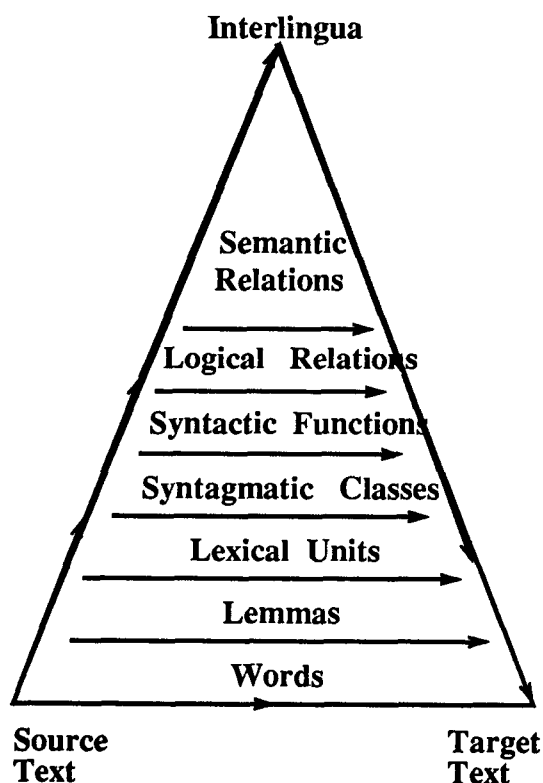 Interlingua
Semantic
Relations
Logical Relations
Syntactic Functions
Syntagmatic Classes
Lexical Units
Lemmas
Words
Source
Text
Target
Text